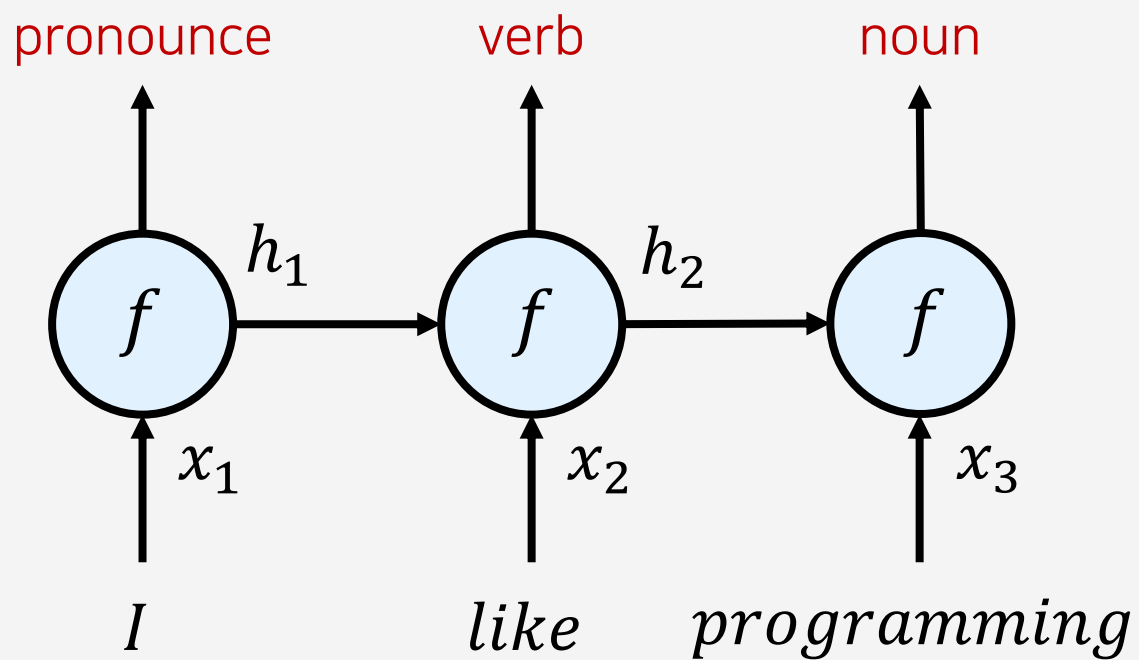 pronounce verb noun
h₁ h₂
f f f
x₁ x₂ x₃
I like programming